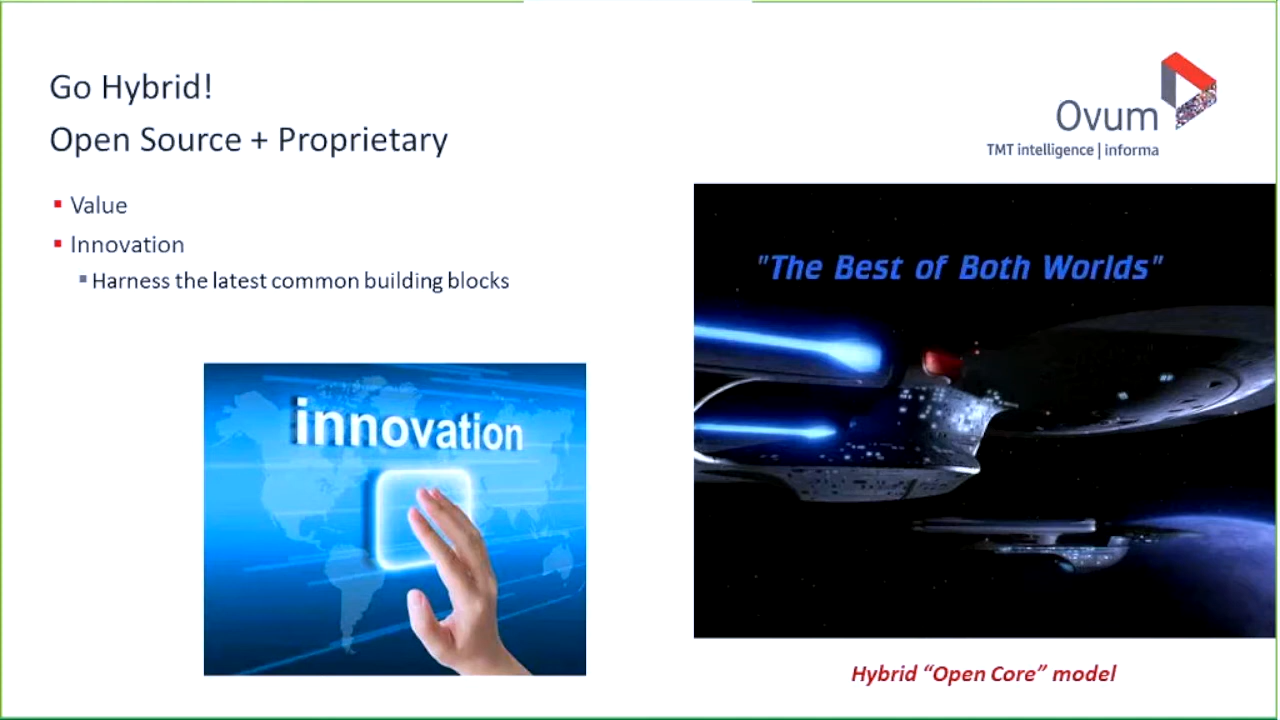 Go Hybrid!
Open Source + Proprietary
Value
Innovation
Harness the latest common building blocks
innovation
Ovum
TMT intelligence | informa
"The Best of Both Worlds"
Hybrid “Open Core” model